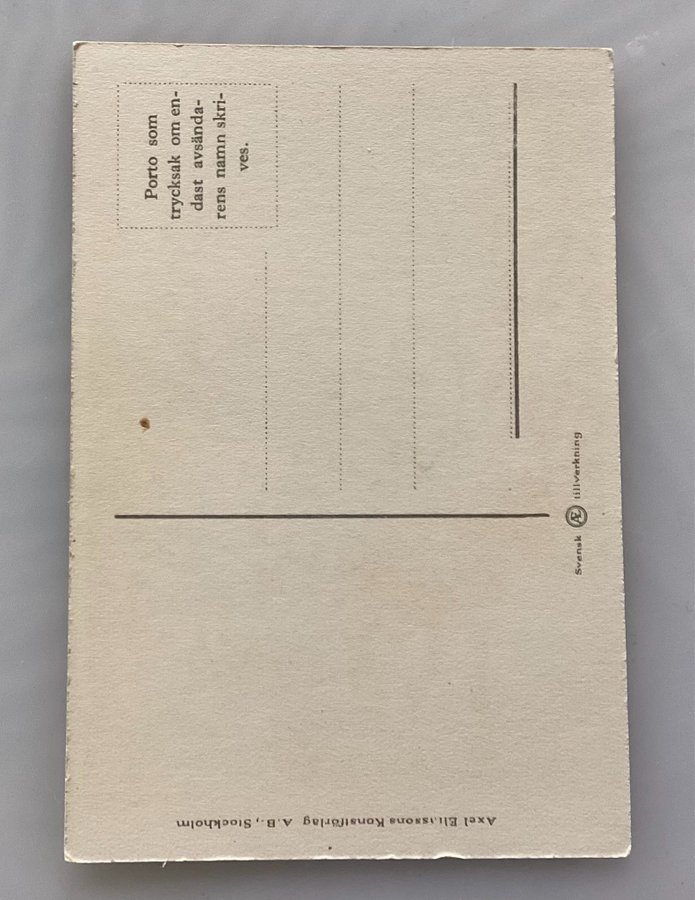 Porto som
trycksak om en-
dast avsända-
rens namn skri-
ves.
Svensk Æ tillverkning
Axel Eliassons Konstförlag A.B., Stockholm